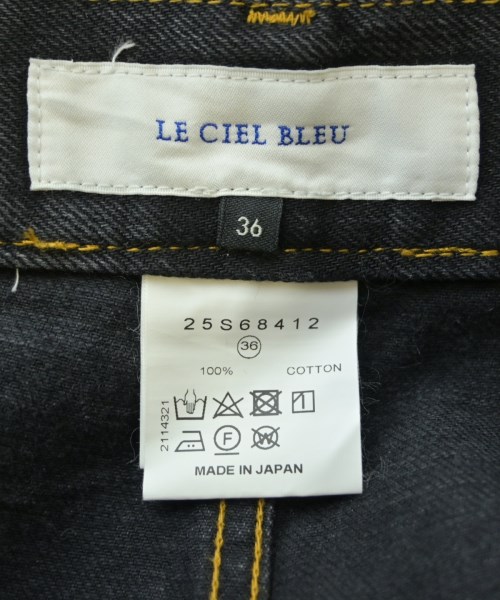 LE CIEL BLEU
36
25S68412
36
100% COTTON
2114321
F W
MADE IN JAPAN